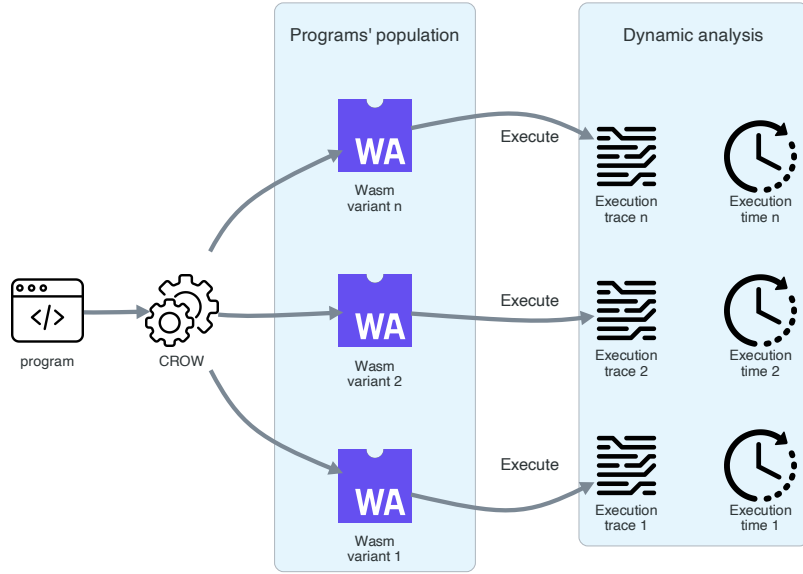 Programs' population
Dynamic analysis
WA
Wasm
variant n
Execute
Execution
trace n
Execution
time n
</>
program
CROW
WA
Wasm
variant 2
Execute
Execution
trace 2
Execution
time 2
WA
Wasm
variant 1
Execute
Execution
trace 1
Execution
time 1